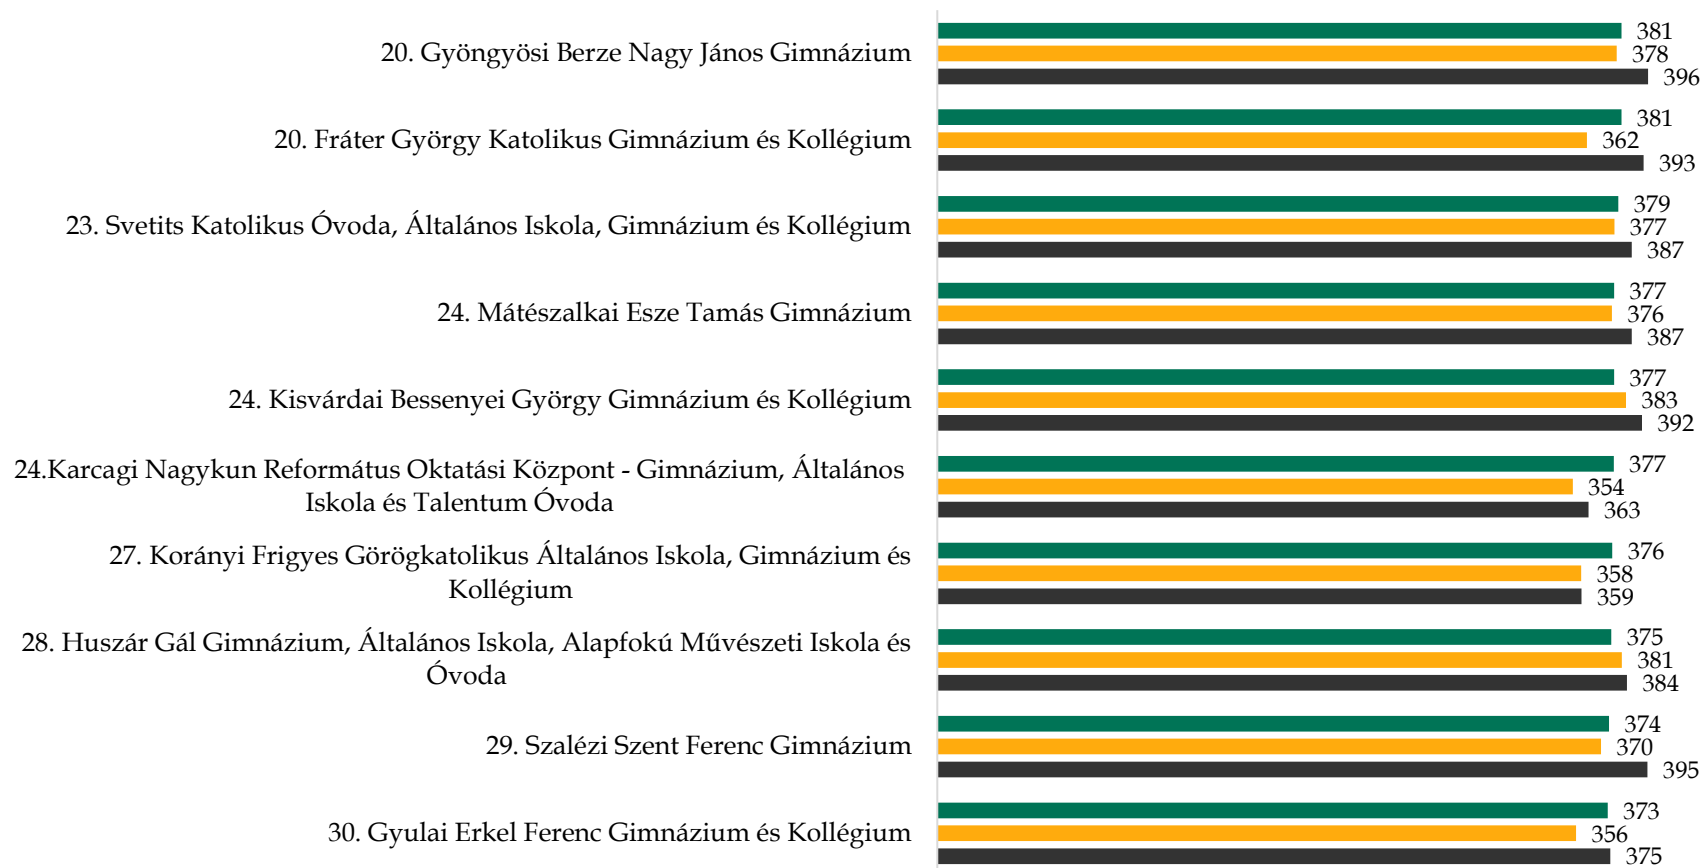 20. Gyöngyösi Berze Nagy János Gimnázium
381
378
396
20. Fráter György Katolikus Gimnázium és Kollégium
381
362
393
23. Svetits Katolikus Óvoda, Általános Iskola, Gimnázium és Kollégium
379
377
387
24. Mátészalkai Esze Tamás Gimnázium
377
376
387
24. Kisvárdai Bessenyei György Gimnázium és Kollégium
377
383
392
24.Karcagi Nagykun Református Oktatási Központ - Gimnázium, Általános
Iskola és Talentum Óvoda
377
354
363
27. Korányi Frigyes Görögkatolikus Általános Iskola, Gimnázium és
Kollégium
376
358
359
28. Huszár Gál Gimnázium, Általános Iskola, Alapfokú Művészeti Iskola és
Óvoda
375
381
384
29. Szalézi Szent Ferenc Gimnázium
374
370
395
30. Gyulai Erkel Ferenc Gimnázium és Kollégium
373
356
375